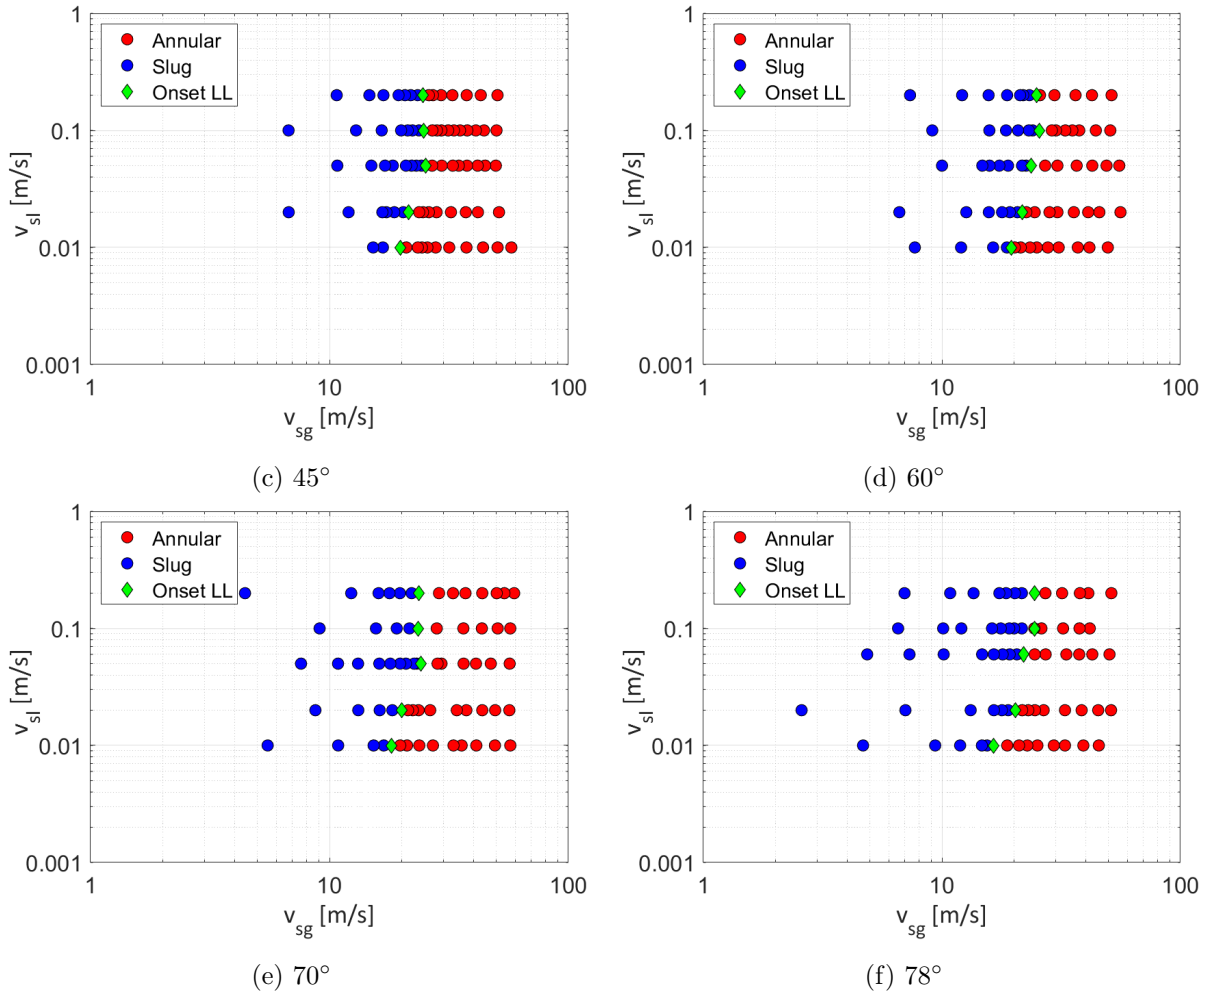 1
0.1
0.01
0.001
v_sl [m/s]
Annular
Slug
Onset LL
1
10
100
v_sg [m/s]
(c) 45°
1
0.1
0.01
0.001
v_sl [m/s]
Annular
Slug
Onset LL
1
10
100
v_sg [m/s]
(d) 60°
1
0.1
0.01
0.001
v_sl [m/s]
Annular
Slug
Onset LL
1
10
100
v_sg [m/s]
(e) 70°
1
0.1
0.01
0.001
v_sl [m/s]
Annular
Slug
Onset LL
1
10
100
v_sg [m/s]
(f) 78°